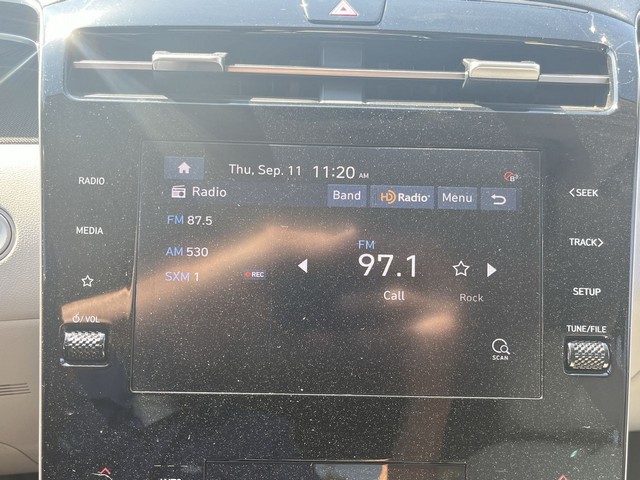 Thu, Sep. 11 11:20 AM
Radio
Band HD Radio Menu
FM 87.5
AM 530
SXM 1 REC
FM
97.1
Call
Rock
SCAN
RADIO
MEDIA
/VOL
< SEEK
TRACK >
SETUP
TUNE/FILE